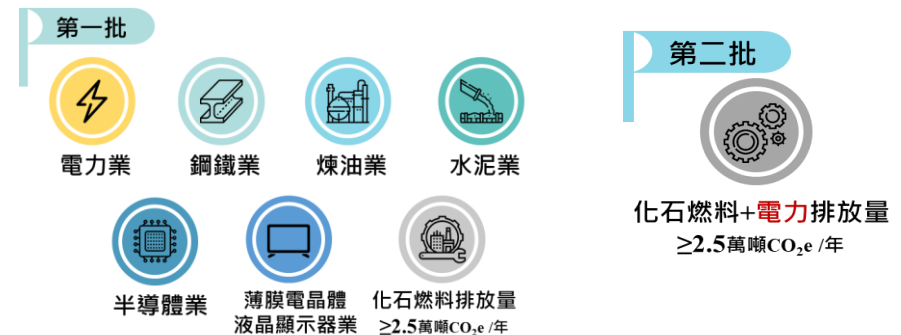 第一批
電力業
鋼鐵業
煉油業
水泥業
半導體業
薄膜電晶體
液晶顯示器業
化石燃料排放量
≥2.5萬噸CO₂e /年
第二批
化石燃料+電力排放量
≥2.5萬噸CO₂e /年